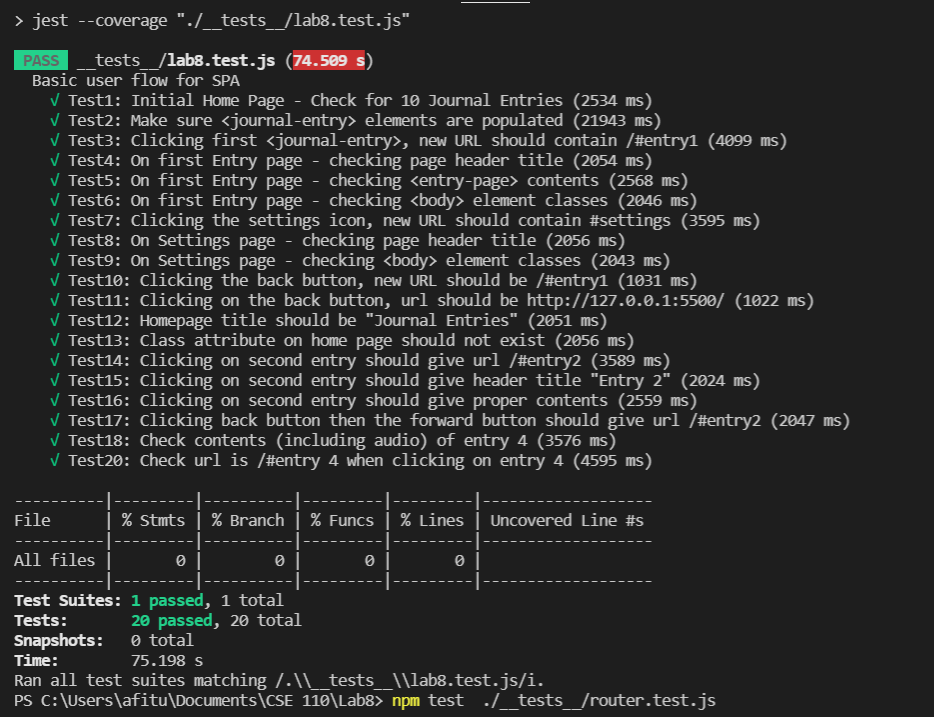 > jest --coverage "./__tests__/lab8.test.js"
PASS __tests__/lab8.test.js (74.509 s)
Basic user flow for SPA
√ Test1: Initial Home Page - Check for 10 Journal Entries (2534 ms)
√ Test2: Make sure <journal-entry> elements are populated (21943 ms)
√ Test3: Clicking first <journal-entry>, new URL should contain /#entry1 (4099 ms)
√ Test4: On first Entry page - checking page header title (2054 ms)
√ Test5: On first Entry page - checking <entry-page> contents (2568 ms)
√ Test6: On first Entry page - checking <body> element classes (2046 ms)
√ Test7: Clicking the settings icon, new URL should contain #settings (3595 ms)
√ Test8: On Settings page - checking page header title (2056 ms)
√ Test9: On Settings page - checking <body> element classes (2043 ms)
√ Test10: Clicking the back button, new URL should be /#entry1 (1031 ms)
√ Test11: Clicking on the back button, url should be http://127.0.0.1:5500/ (1022 ms)
√ Test12: Homepage title should be "Journal Entries" (2051 ms)
√ Test13: Class attribute on home page should not exist (2056 ms)
√ Test14: Clicking on second entry should give url /#entry2 (3589 ms)
√ Test15: Clicking on second entry should give header title "Entry 2" (2024 ms)
√ Test16: Clicking on second entry should give proper contents (2559 ms)
√ Test17: Clicking back button then the forward button should give url /#entry2 (2047 ms)
√ Test18: Check contents (including audio) of entry 4 (3576 ms)
√ Test20: Check url is /#entry 4 when clicking on entry 4 (4595 ms)
----------|---------|----------|---------|---------|-------------------
File      | % Stmts | % Branch | % Funcs | % Lines | Uncovered Line #s
----------|---------|----------|---------|---------|-------------------
All files |       0 |        0 |       0 |       0 |
----------|---------|----------|---------|---------|-------------------
Test Suites: 1 passed, 1 total
Tests:       20 passed, 20 total
Snapshots:   0 total
Time:        75.198 s
Ran all test suites matching /.\\__tests__\\lab8.test.js/i.
PS C:\Users\afitu\Documents\CSE 110\Lab8> npm test  ./__tests__/router.test.js